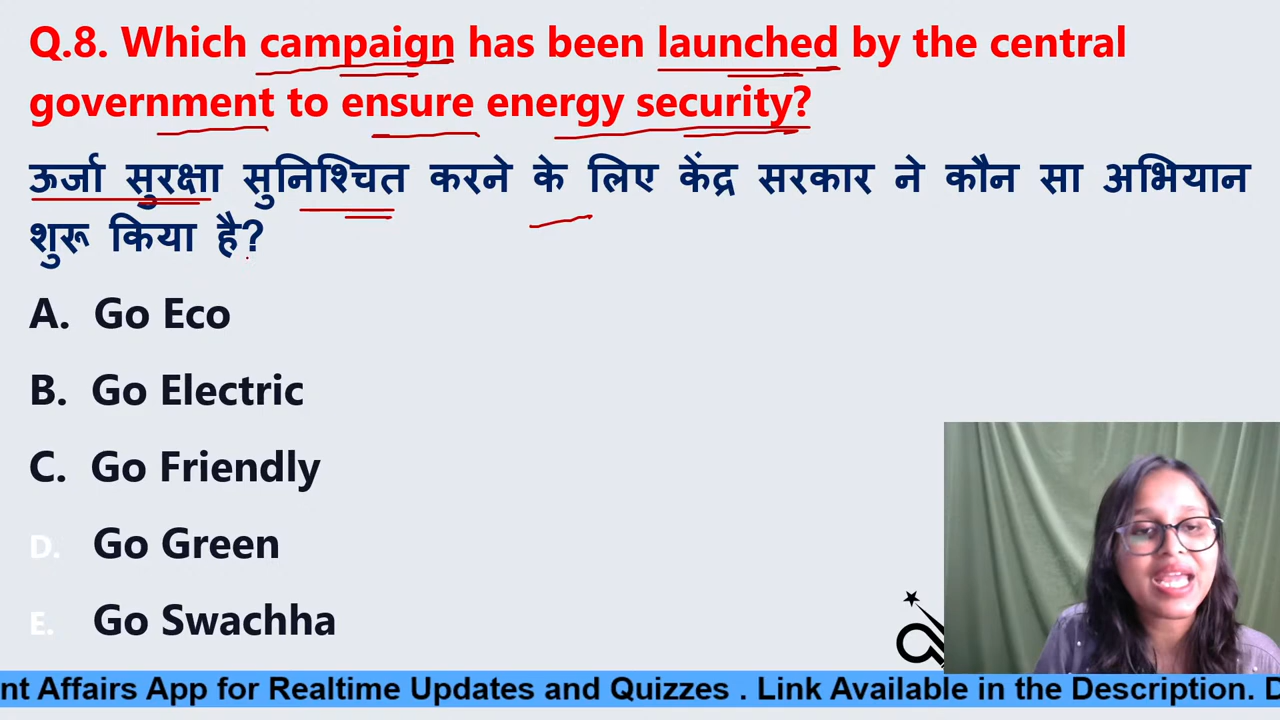 Q.8. Which campaign has been launched by the central
government to ensure energy security?
ऊर्जा सुरक्षा सुनिश्चित करने के लिए केंद्र सरकार ने कौन सा अभियान
शुरू किया है?
A. Go Eco
B. Go Electric
C. Go Friendly
D. Go Green
E. Go Swachha
nt Affairs App for Realtime Updates and Quizzes . Link Available in the Description. D